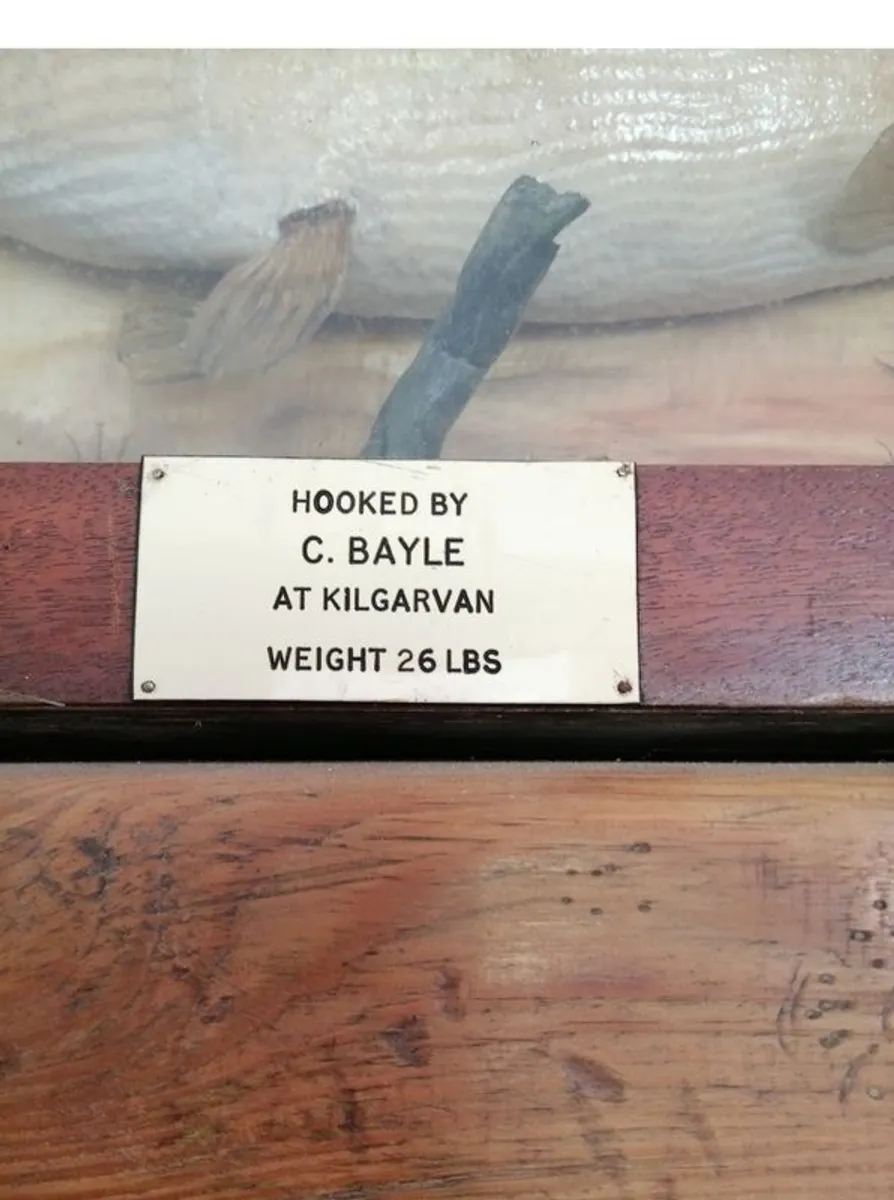 HOOKED BY
C. BAYLE
AT KILGARVAN
WEIGHT 26 LBS